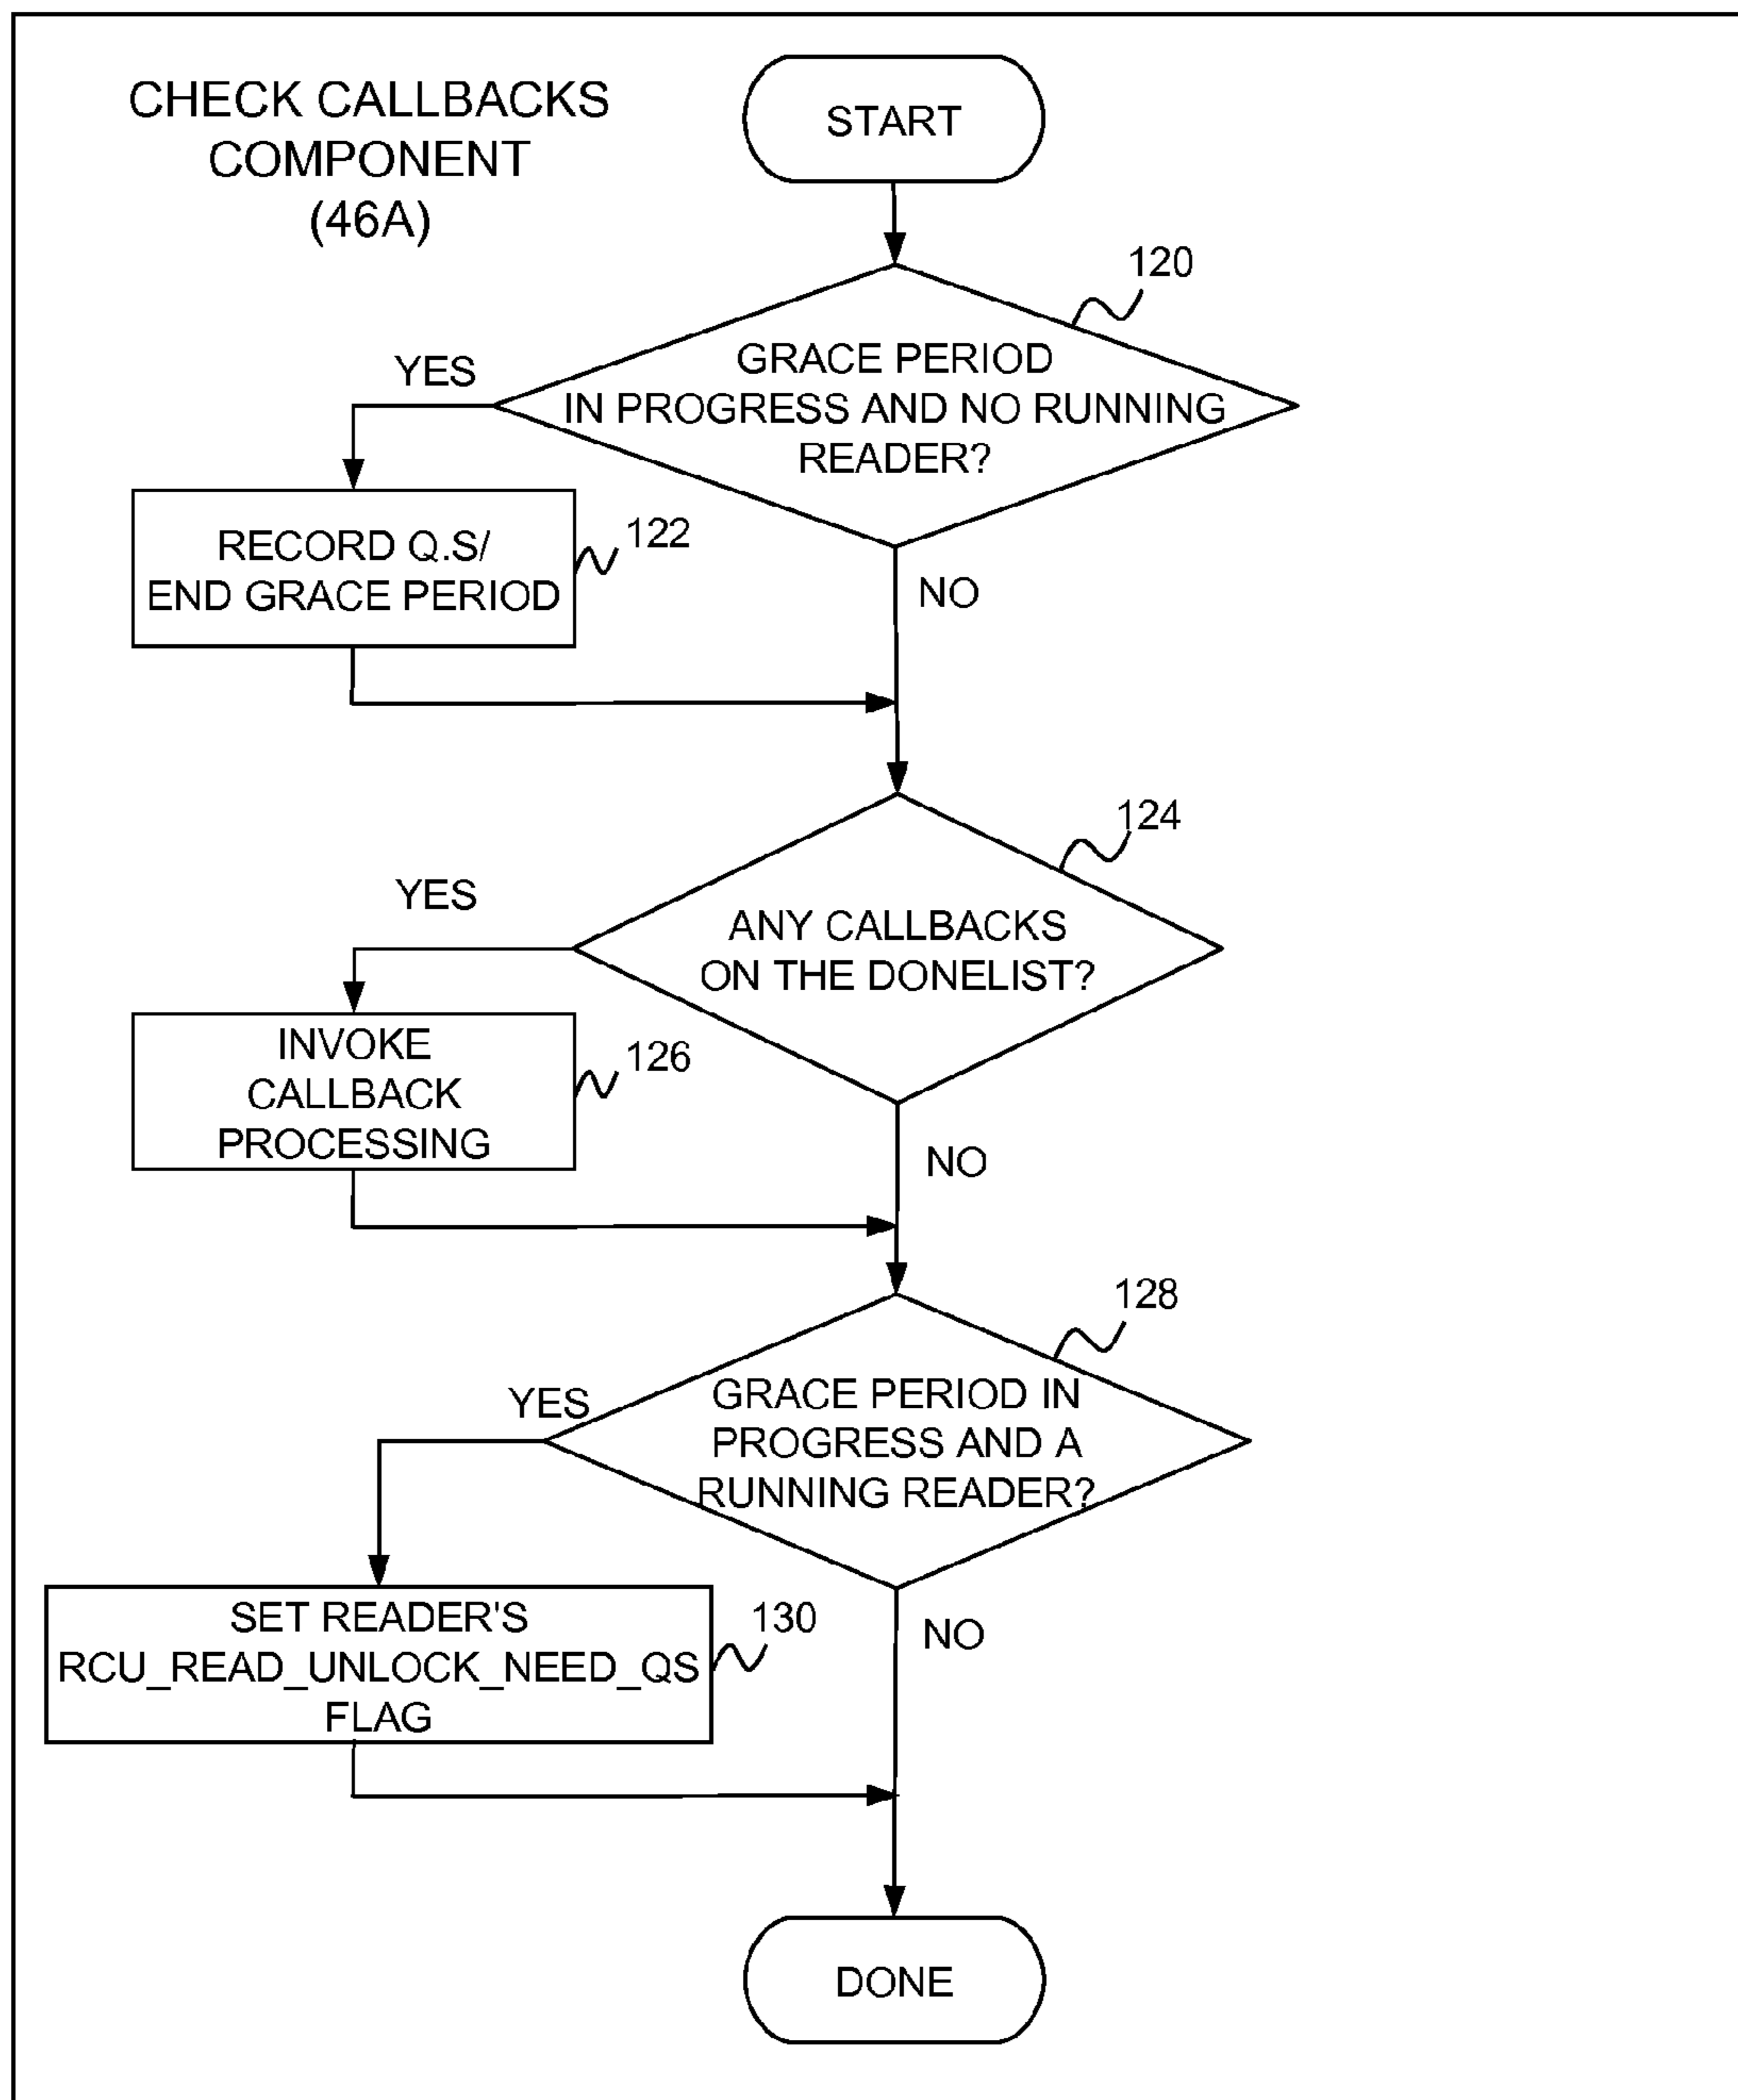 CHECK CALLBACKS
COMPONENT
(46A)
START
120
GRACE PERIOD
IN PROGRESS AND NO RUNNING
READER?
YES
RECORD Q.S/
END GRACE PERIOD
122
NO
124
ANY CALLBACKS
ON THE DONELIST?
YES
INVOKE
CALLBACK
PROCESSING
126
NO
128
GRACE PERIOD IN
PROGRESS AND A
RUNNING READER?
YES
SET READER'S
RCU_READ_UNLOCK_NEED_QS
FLAG
130
NO
DONE